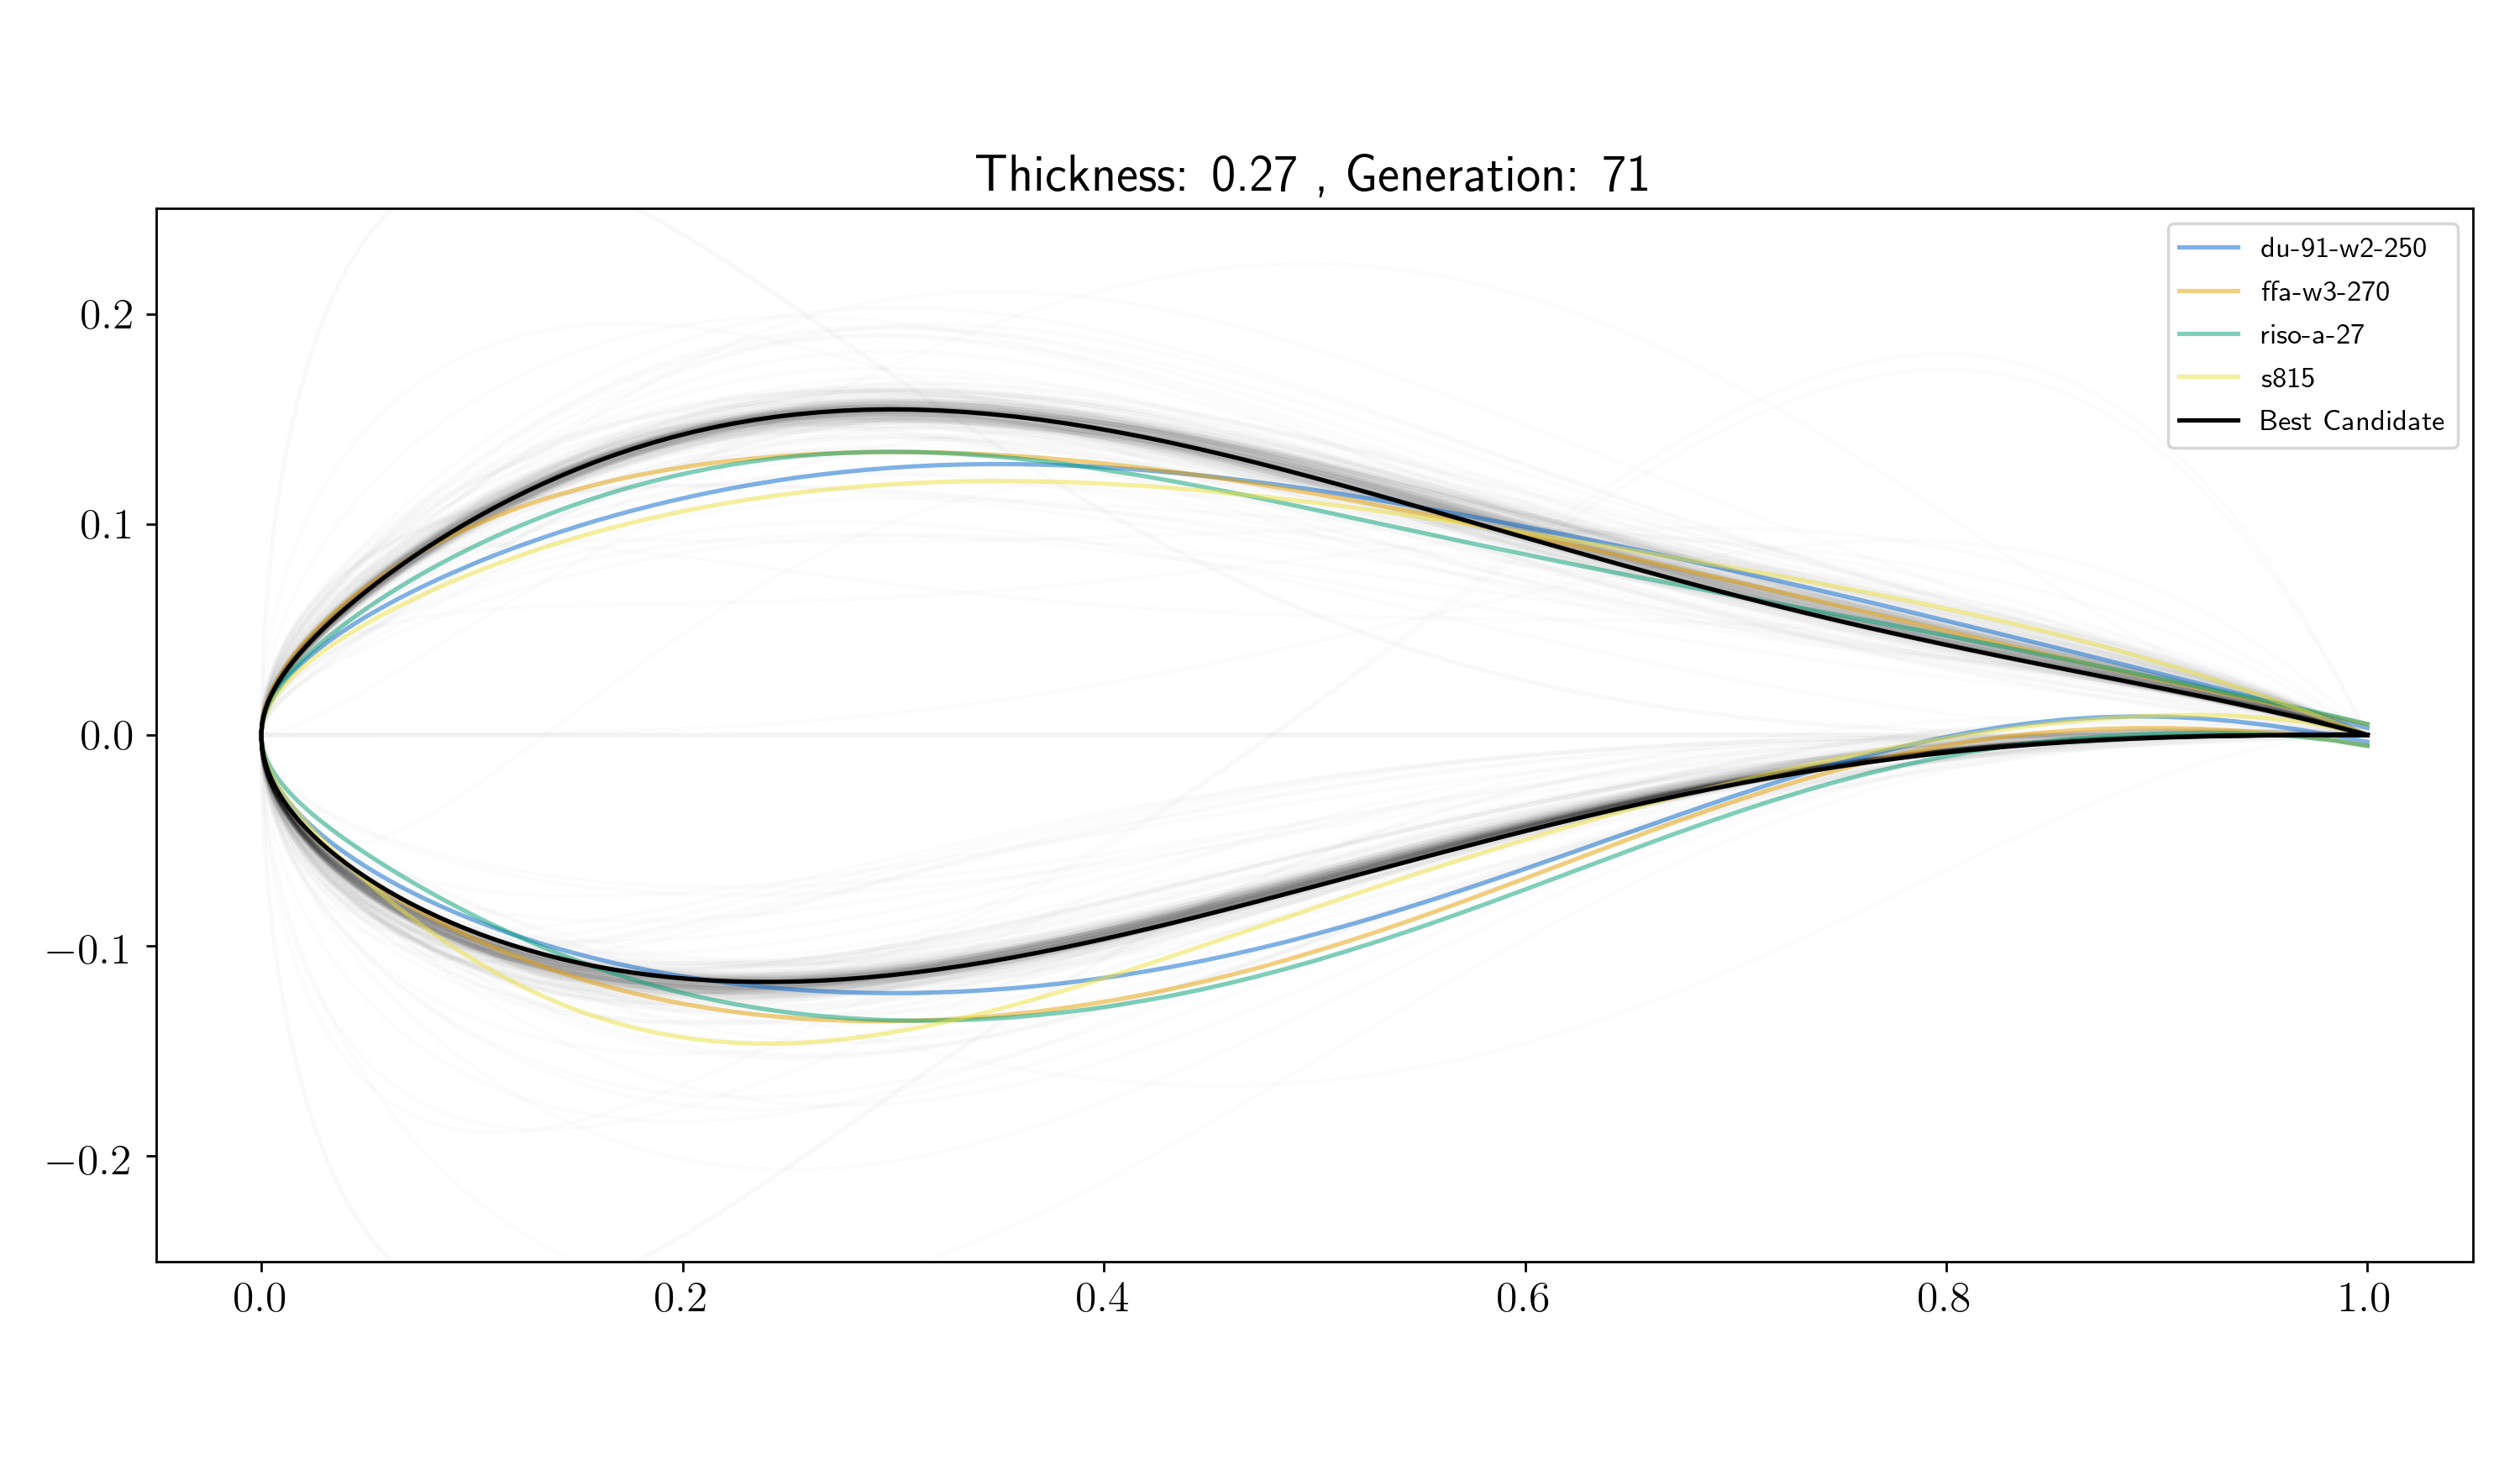 Thickness: 0.27 , Generation: 71
du-91-w2-250
ffa-w3-270
riso-a-27
s815
Best Candidate
0.2
0.1
0.0
−0.1
−0.2
0.0 0.2 0.4 0.6 0.8 1.0